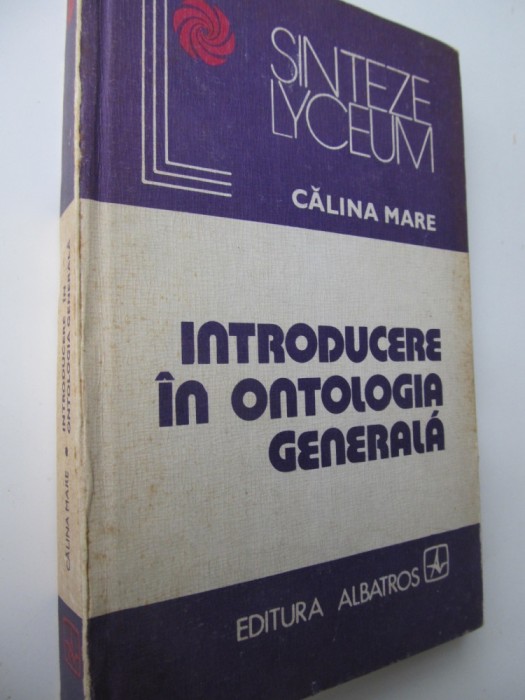 SINTEZE
LYCEUM
CĂLINA MARE
INTRODUCERE
ÎN ONTOLOGIA
GENERALĂ
EDITURA ALBATROS
CĂLINA MARE ■ INTRODUCERE ÎN
ONTOLOGIA GENERALĂ